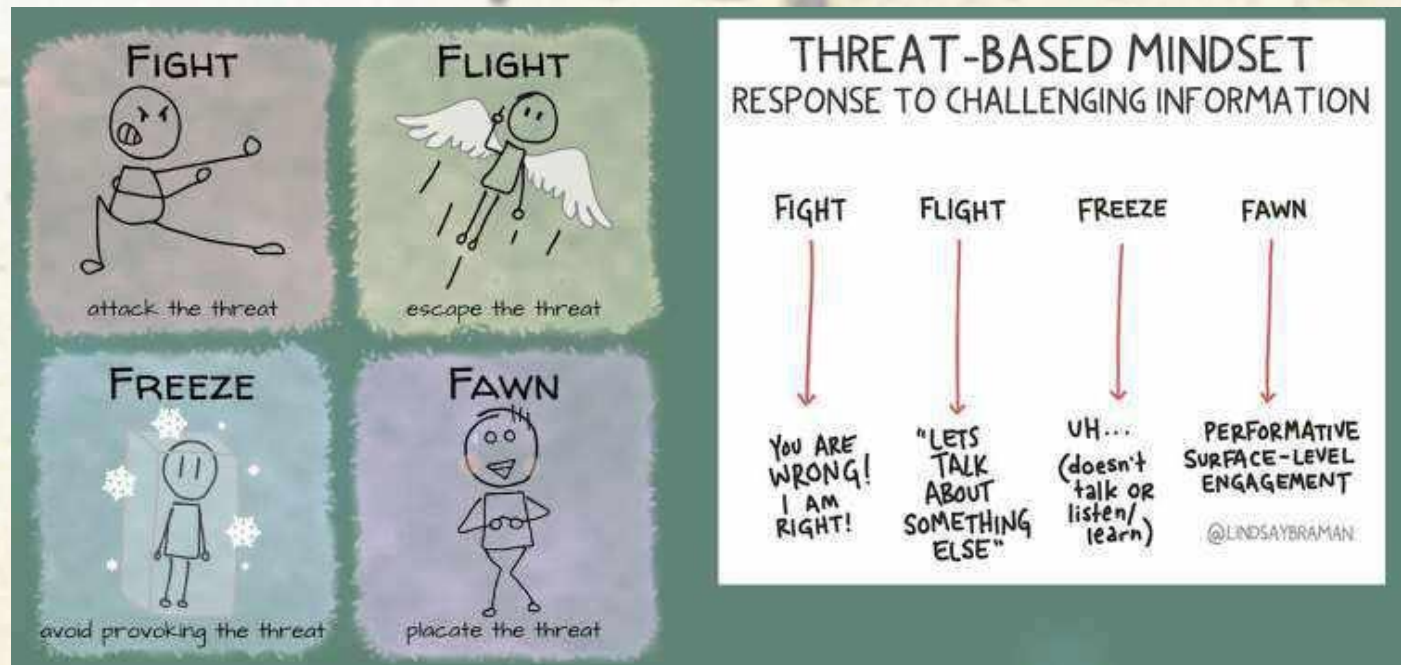 FIGHT
attack the threat
FLIGHT
escape the threat
FREEZE
avoid provoking the threat
FAWN
placate the threat
THREAT-BASED MINDSET
RESPONSE TO CHALLENGING INFORMATION
FIGHT
YOU ARE
WRONG!
I AM
RIGHT!
FLIGHT
"LETS
TALK
ABOUT
SOMETHING
ELSE"
FREEZE
UH...
(doesn't
talk OR
listen/
learn)
FAWN
PERFORMATIVE
SURFACE-LEVEL
ENGAGEMENT
@LINDSAYBRAMAN